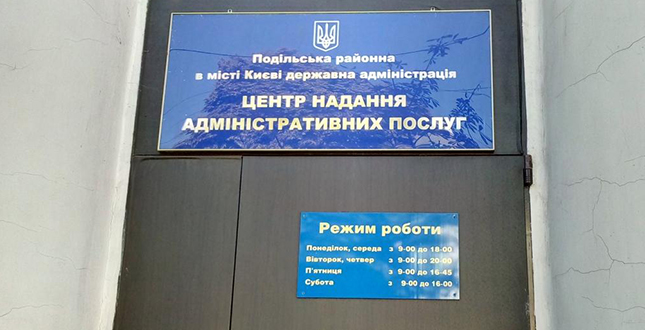 Подільська районна
в місті Києві державна адміністрація
ЦЕНТР НАДАННЯ
АДМІНІСТРАТИВНИХ ПОСЛУГ
Режим роботи
Понеділок, середа з 9-00 до 18-00
Вівторок, четвер з 9-00 до 20-00
П'ятниця з 9-00 до 16-45
Субота з 9-00 до 16-00